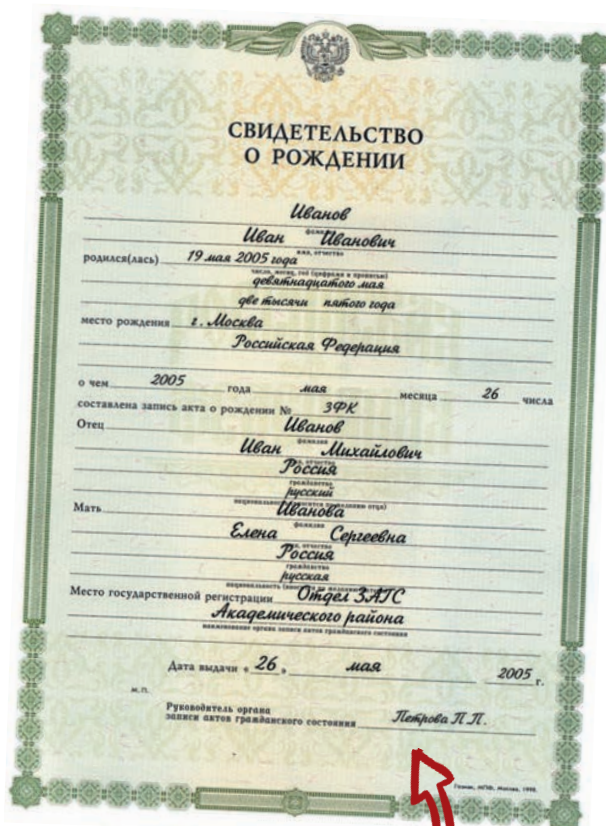 СВИДЕТЕЛЬСТВО
О РОЖДЕНИИ
Иванов
фамилия
Иван Иванович
имя, отчество
родился(лась) 19 мая 2005 года
число, месяц, год (цифрами и прописью)
девятнадцатого мая
две тысячи пятого года
место рождения г. Москва
Российская Федерация
о чем 2005 года мая месяца 26 числа
составлена запись акта о рождении № ЗФК
Отец Иванов
фамилия
Иван Михайлович
отчество
Россия
гражданство
русский
Мать Иванова
фамилия
Елена Сергеевна
отчество
Россия
гражданство
русская
Место государственной регистрации Отдел ЗАГС
Академического района
наименование органа записи актов гражданского состояния
Дата выдачи « 26 » мая 2005 г.
М.П.
Руководитель органа
записи актов гражданского состояния Петрова П.П.
Гознак, МПФ, Москва, 1998.